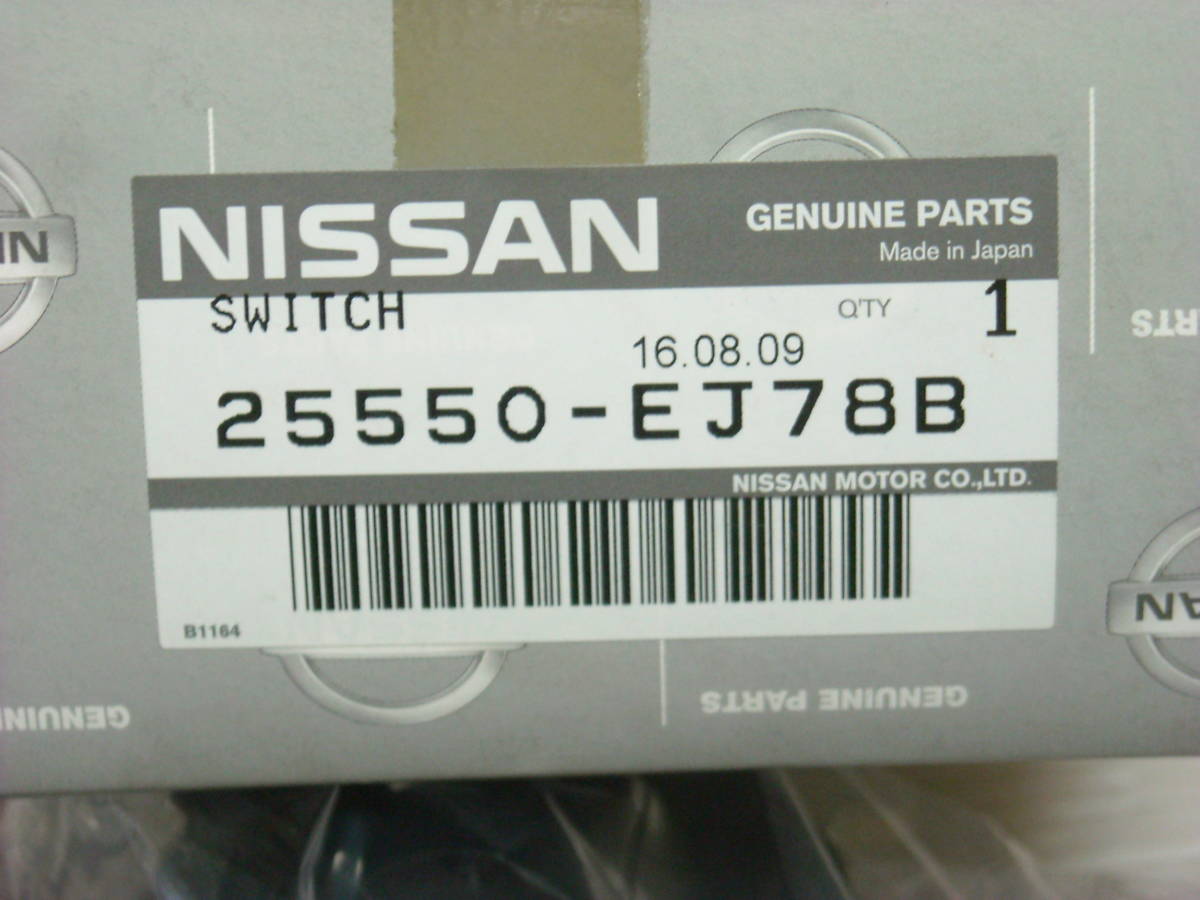 NISSAN
GENUINE PARTS
Made in Japan
SWITCH
Q'TY 1
16.08.09
25550-EJ78B
NISSAN MOTOR CO.,LTD.
B1164
GENUINE PARTS
GENUINE